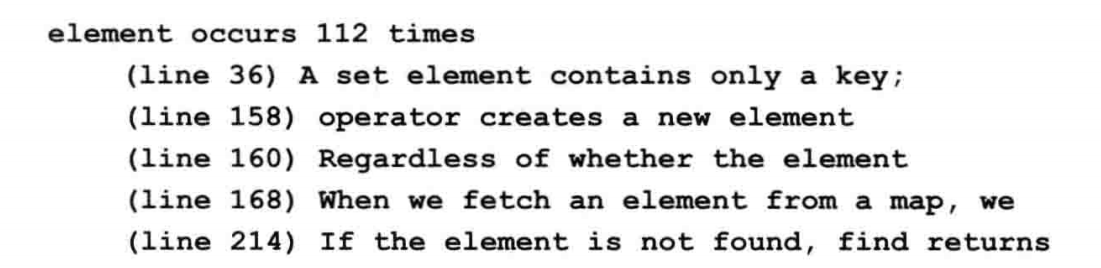 element occurs 112 times
(line 36) A set element contains only a key;
(line 158) operator creates a new element
(line 160) Regardless of whether the element
(line 168) When we fetch an element from a map, we
(line 214) If the element is not found, find returns